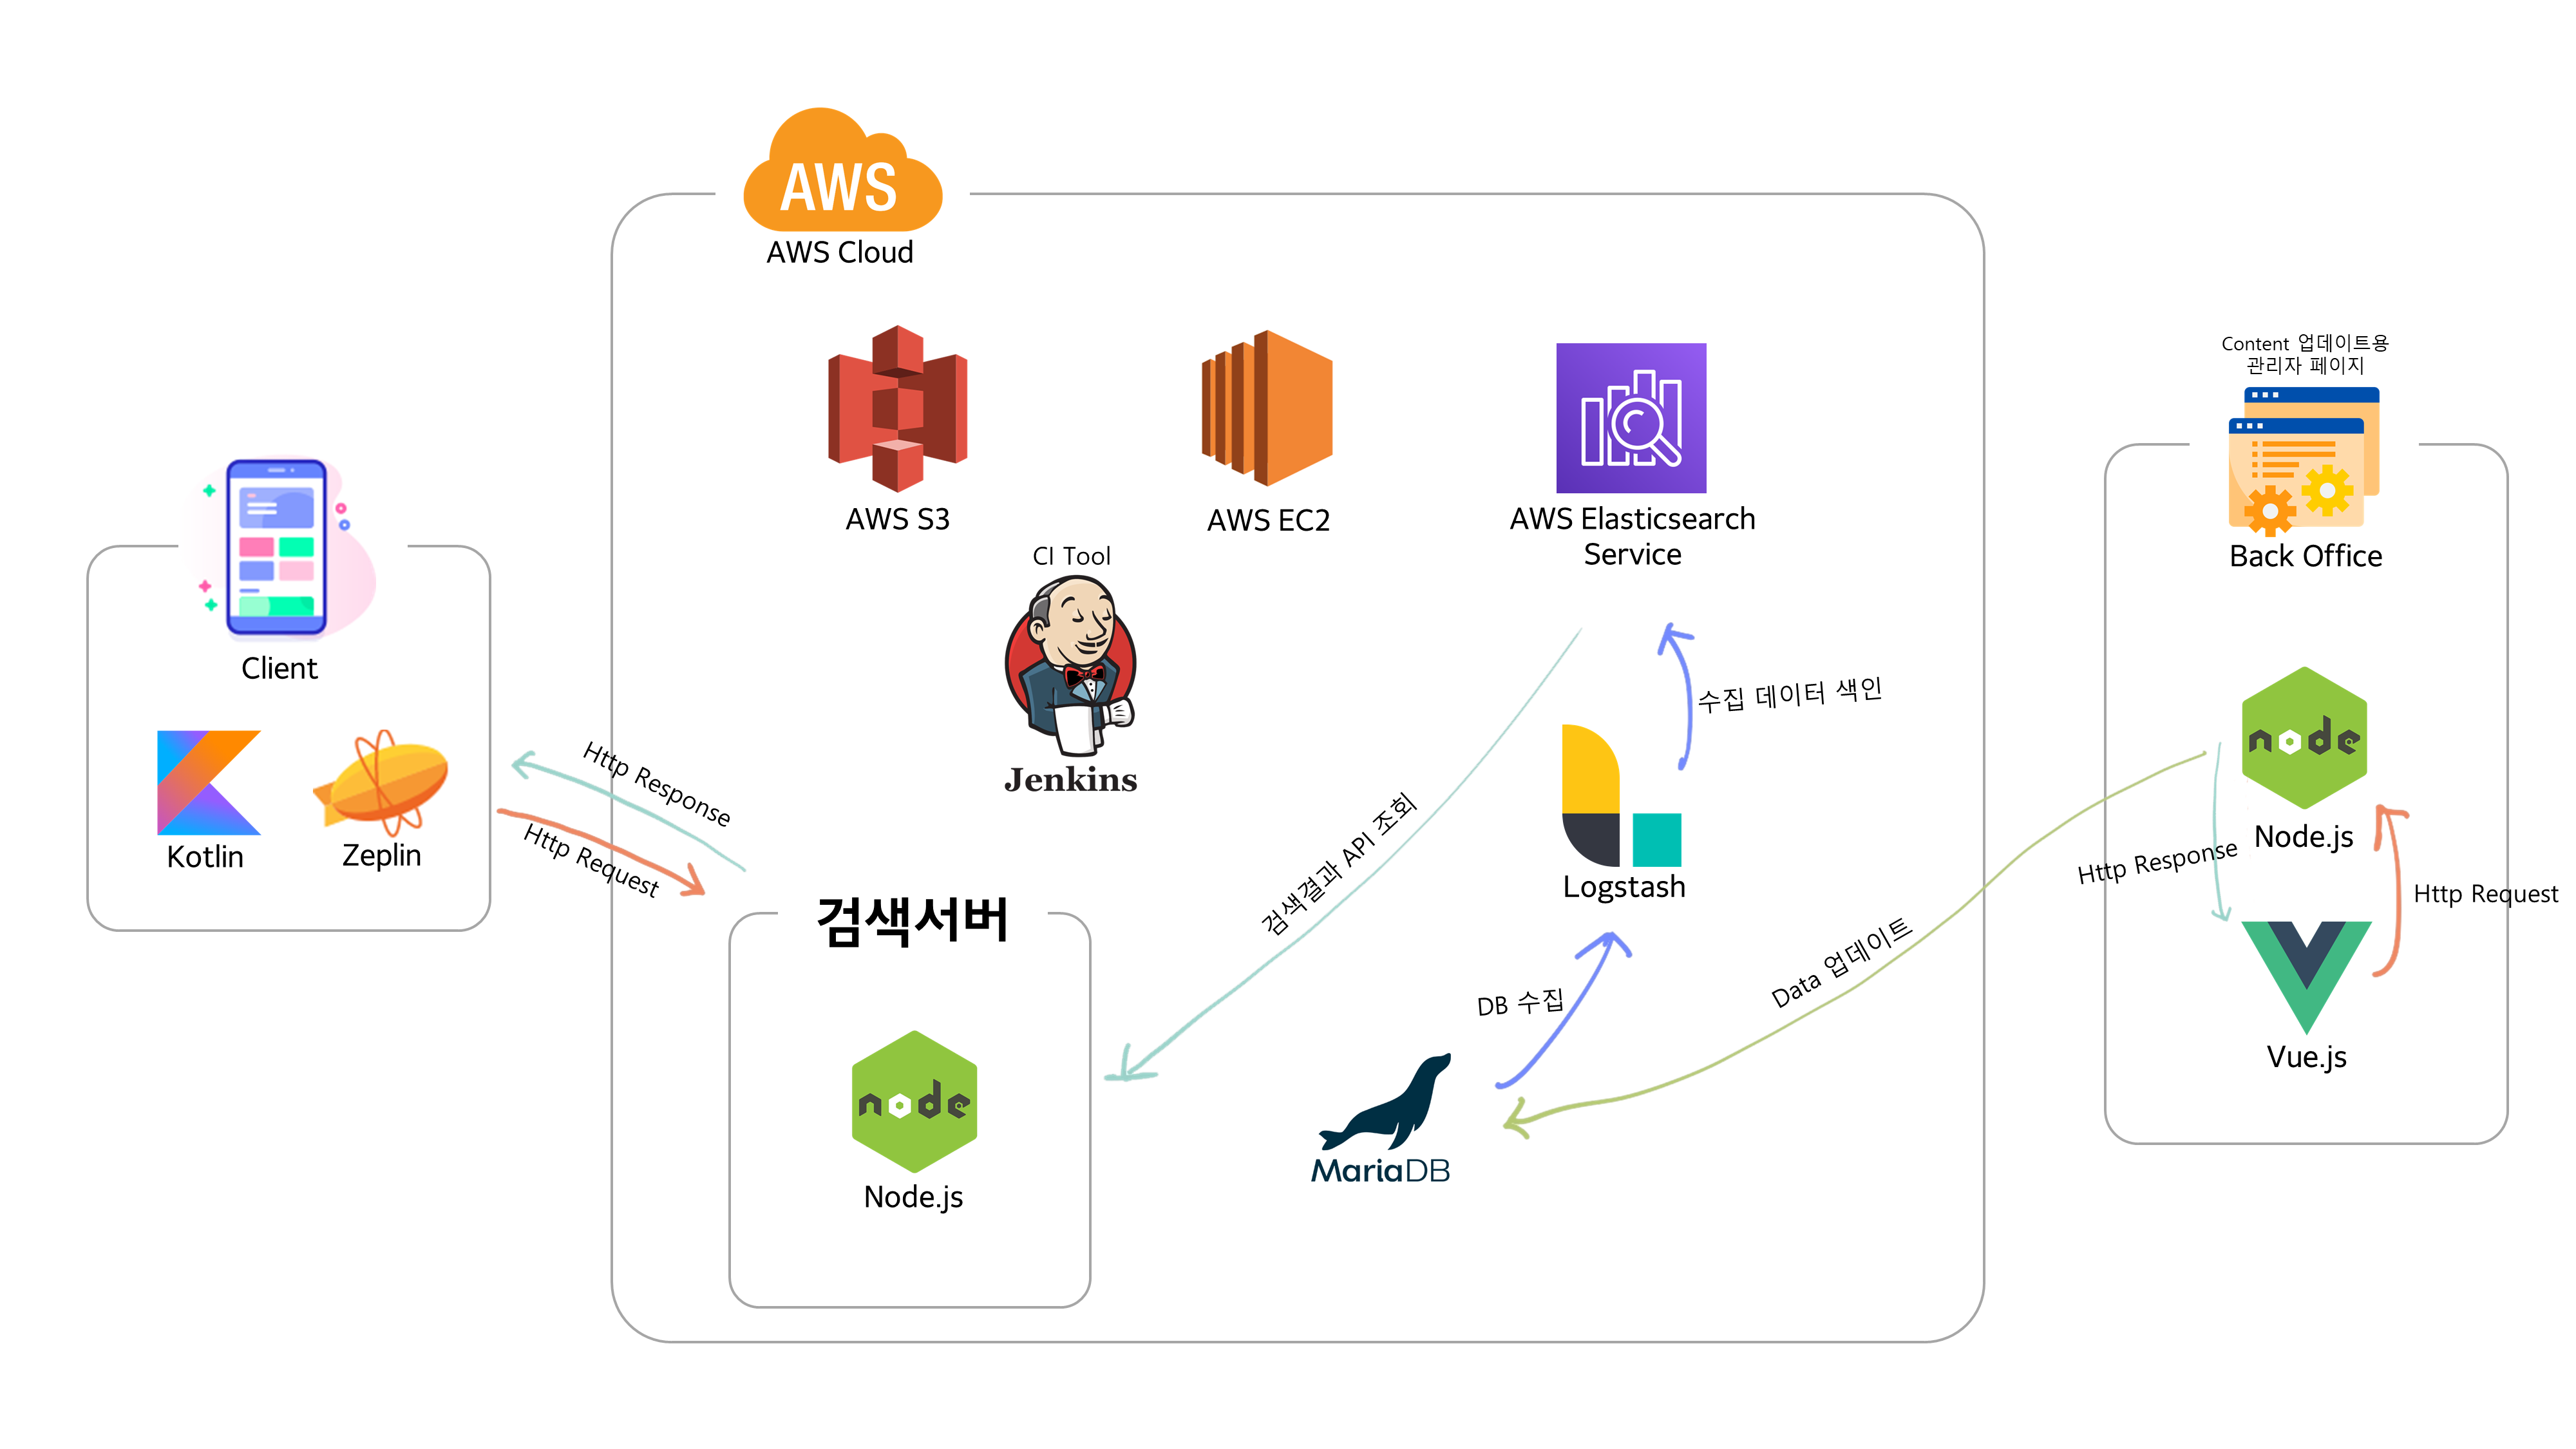 AWS
AWS Cloud
AWS S3
AWS EC2
AWS Elasticsearch
Service
CI Tool
Jenkins
Client
Kotlin
Zeplin
Http Response
Http Request
검색서버
node
Node.js
검색결과 API 조회
수집 데이터 색인
Logstash
DB 수집
MariaDB
Data 업데이트
Content 업데이트용
관리자 페이지
Back Office
node
Node.js
Http Response
Http Request
Vue.js